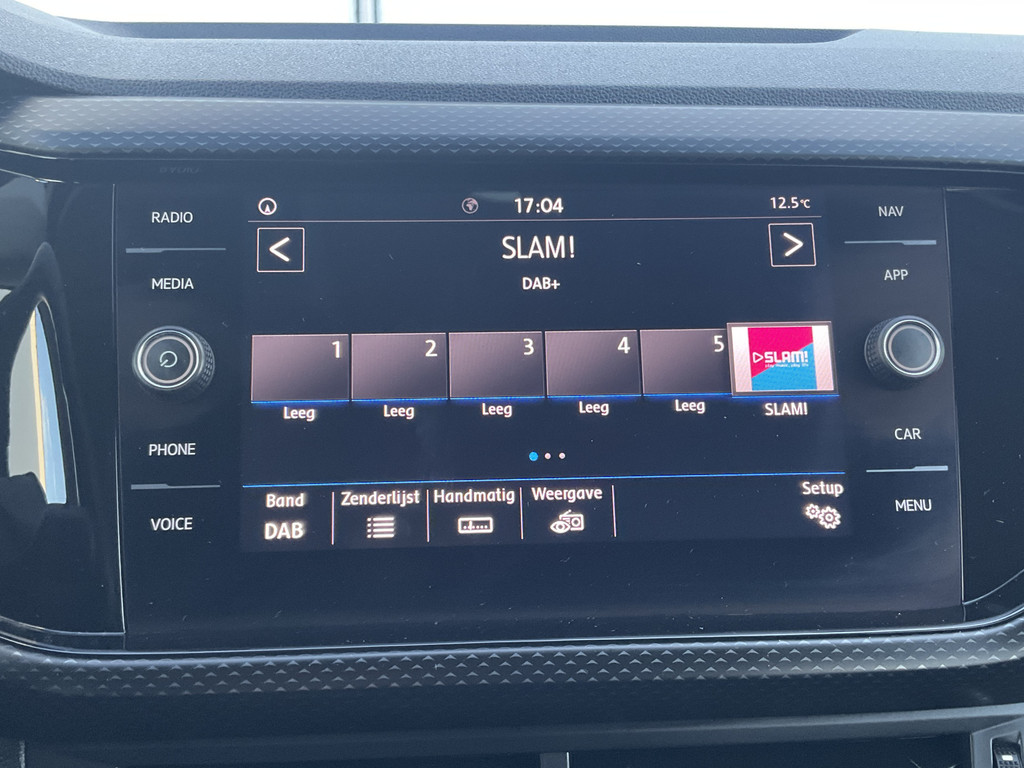 RADIO
MEDIA
PHONE
VOICE
17:04
12.5°C
<
SLAM!
>
DAB+
1
2
3
4
5
SLAM!
Leeg
Leeg
Leeg
Leeg
Leeg
SLAM!
Band
DAB
Zenderlijst
Handmatig
Weergave
Setup
NAV
APP
CAR
MENU